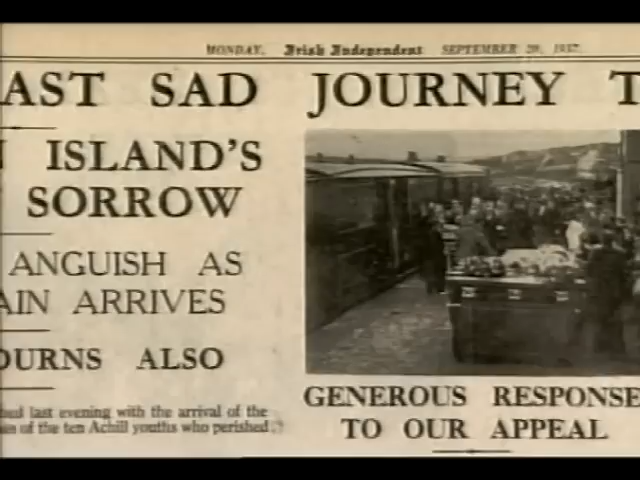 MONDAY, Irish Independent SEPTEMBER 20, 1937.
AST SAD JOURNEY T
ISLAND'S
SORROW
ANGUISH AS
AIN ARRIVES
OURNS ALSO
hed last evening with the arrival of the
of the ten Achill youths who perished
GENEROUS RESPONSE
TO OUR APPEAL